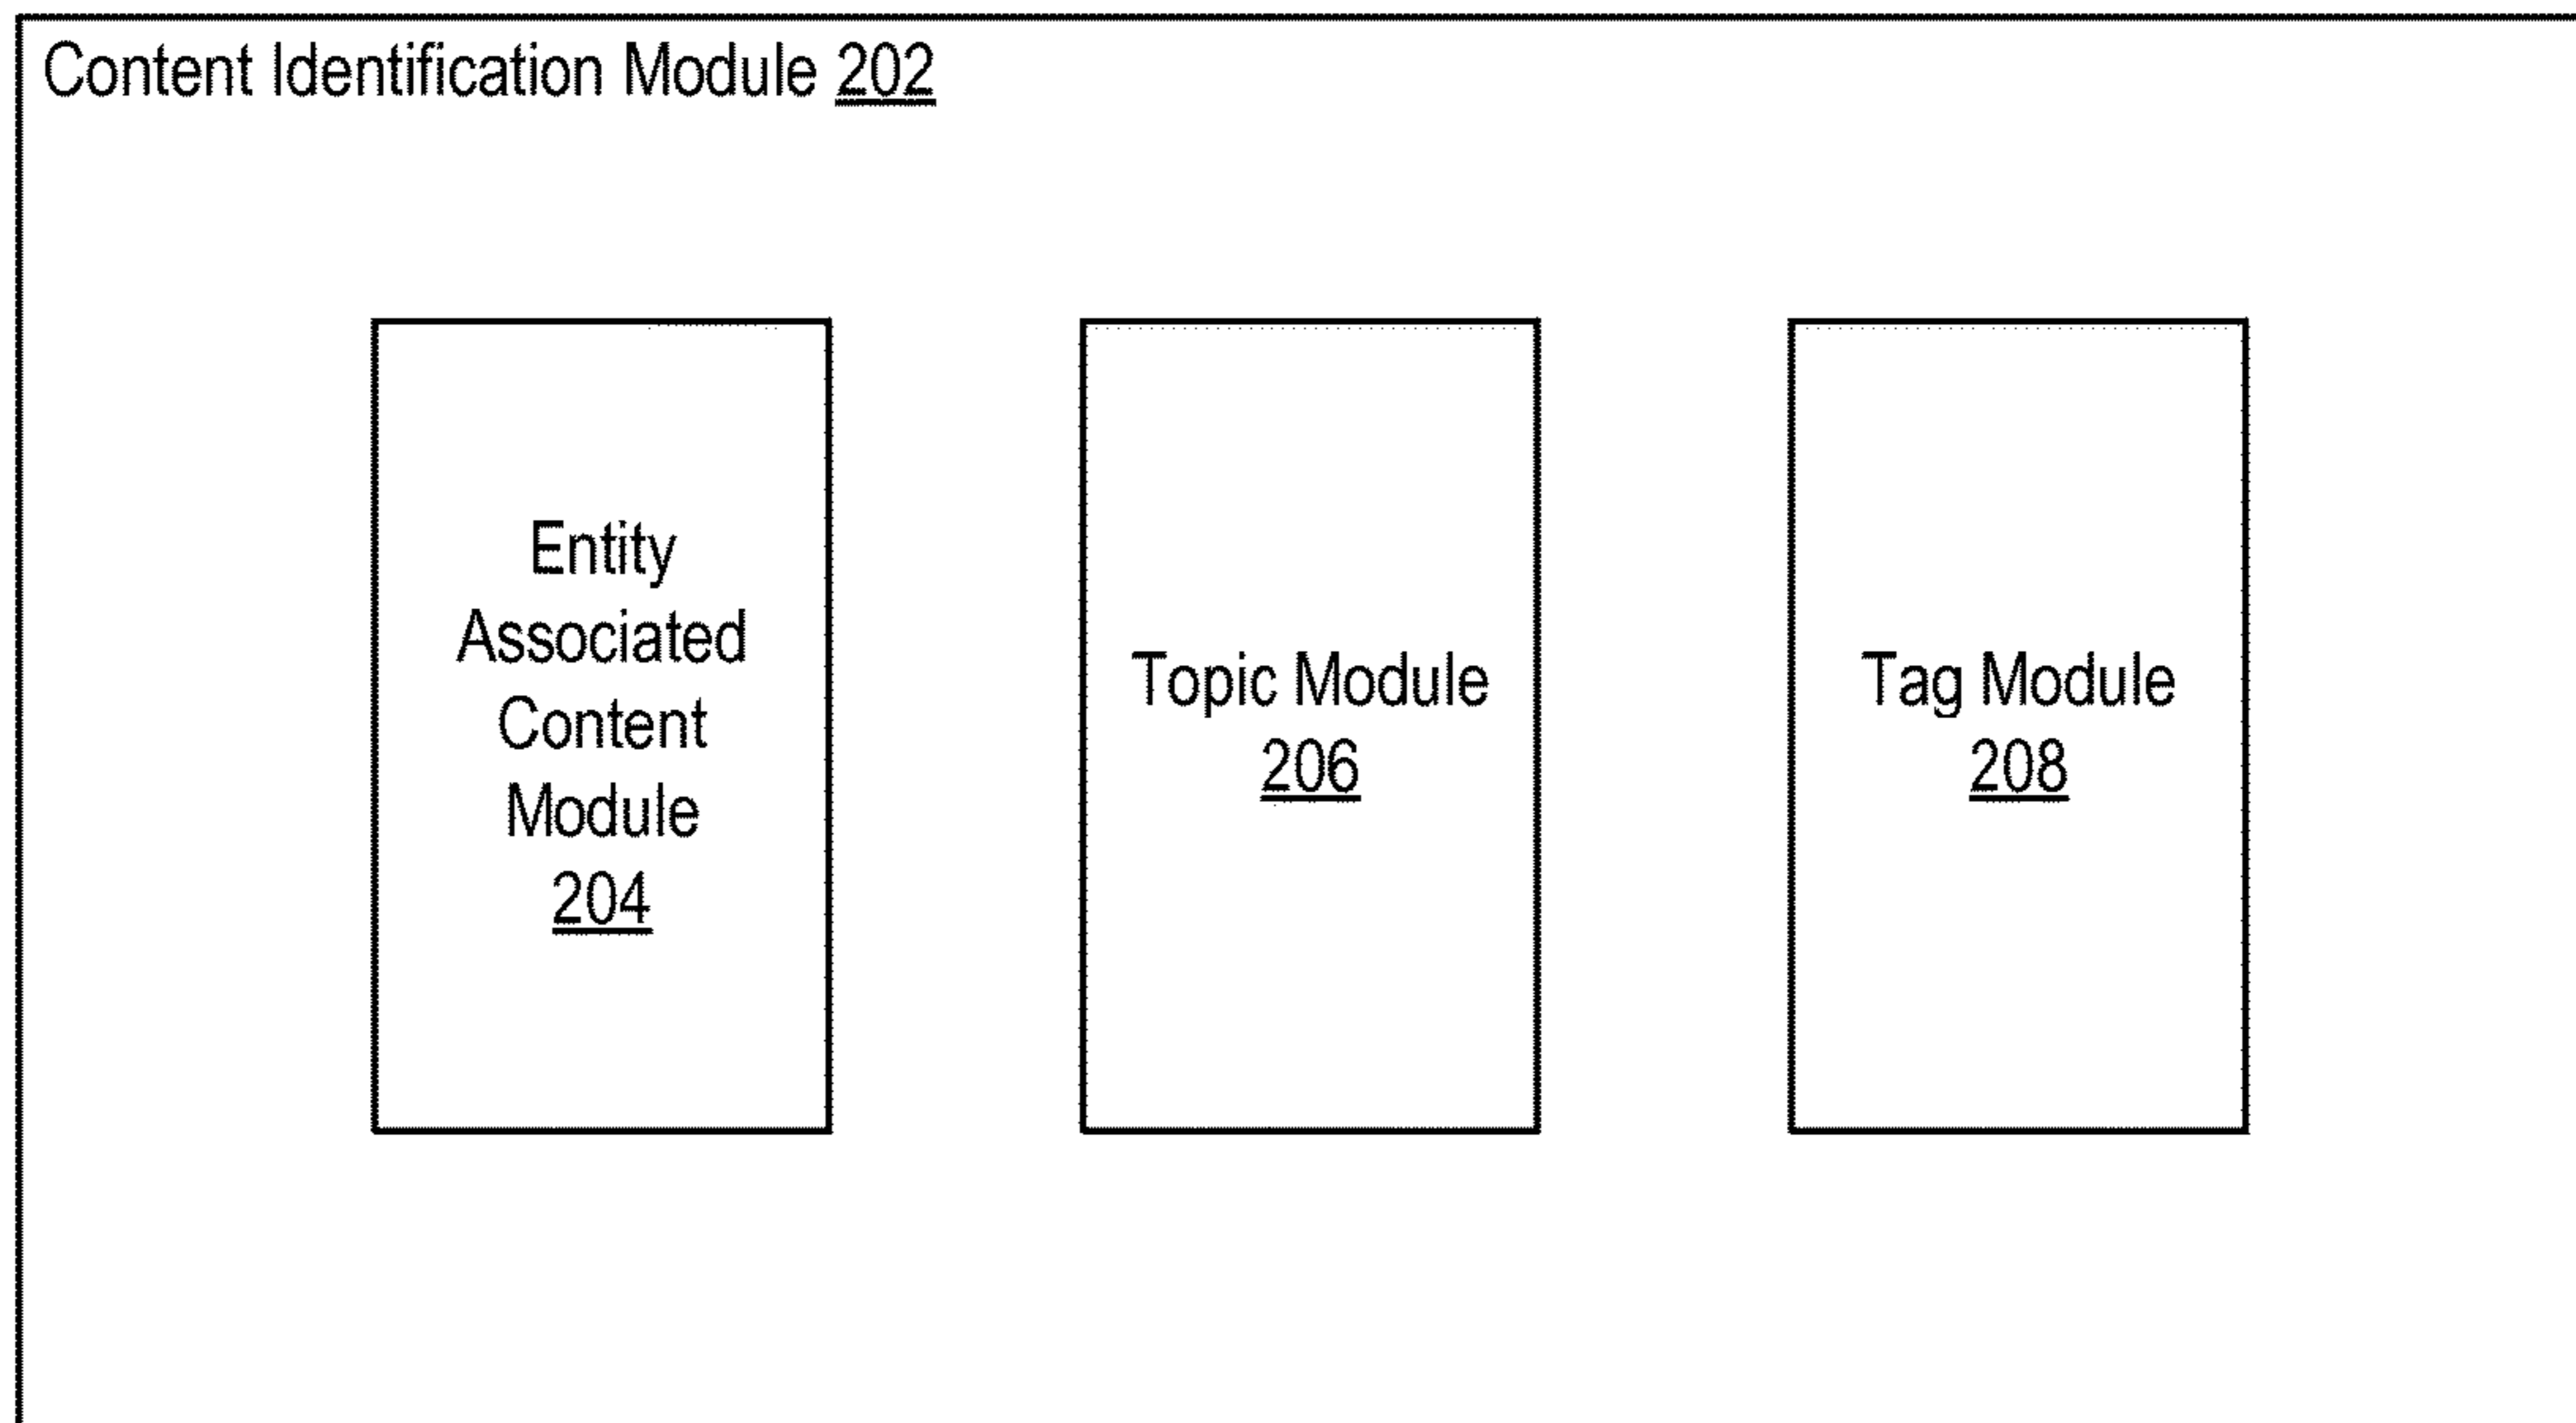 Content Identification Module 202
Entity
Associated
Content
Module
204
Topic Module
206
Tag Module
208